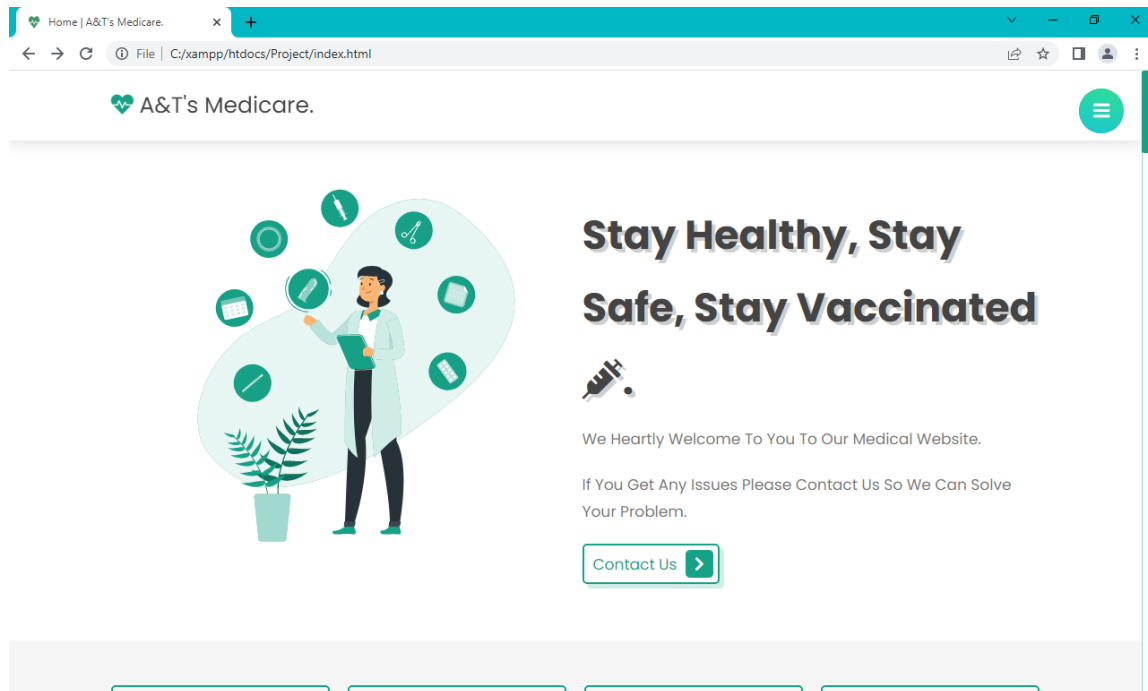 Home | A&T's Medicare.
File | C:/xampp/htdocs/Project/index.html
A&T's Medicare.
Stay Healthy, Stay
Safe, Stay Vaccinated
.
We Heartly Welcome To You To Our Medical Website.
If You Get Any Issues Please Contact Us So We Can Solve
Your Problem.
Contact Us